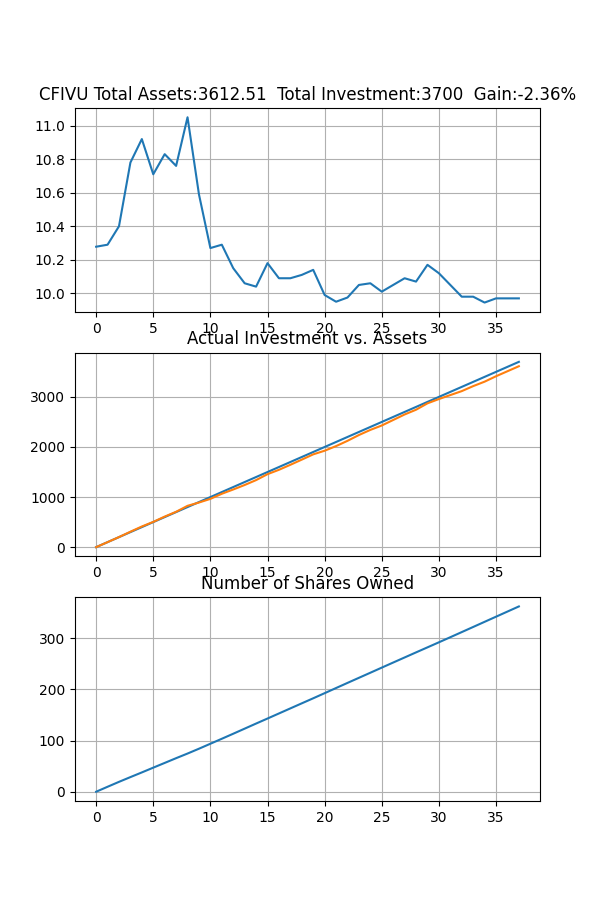 CFIVU Total Assets:3612.51  Total Investment:3700  Gain:-2.36%
11.0
10.8
10.6
10.4
10.2
10.0
0 5 10 15 20 25 30 35
Actual Investment vs. Assets
3000
2000
1000
0
0 5 10 15 20 25 30 35
Number of Shares Owned
300
200
100
0
0 5 10 15 20 25 30 35